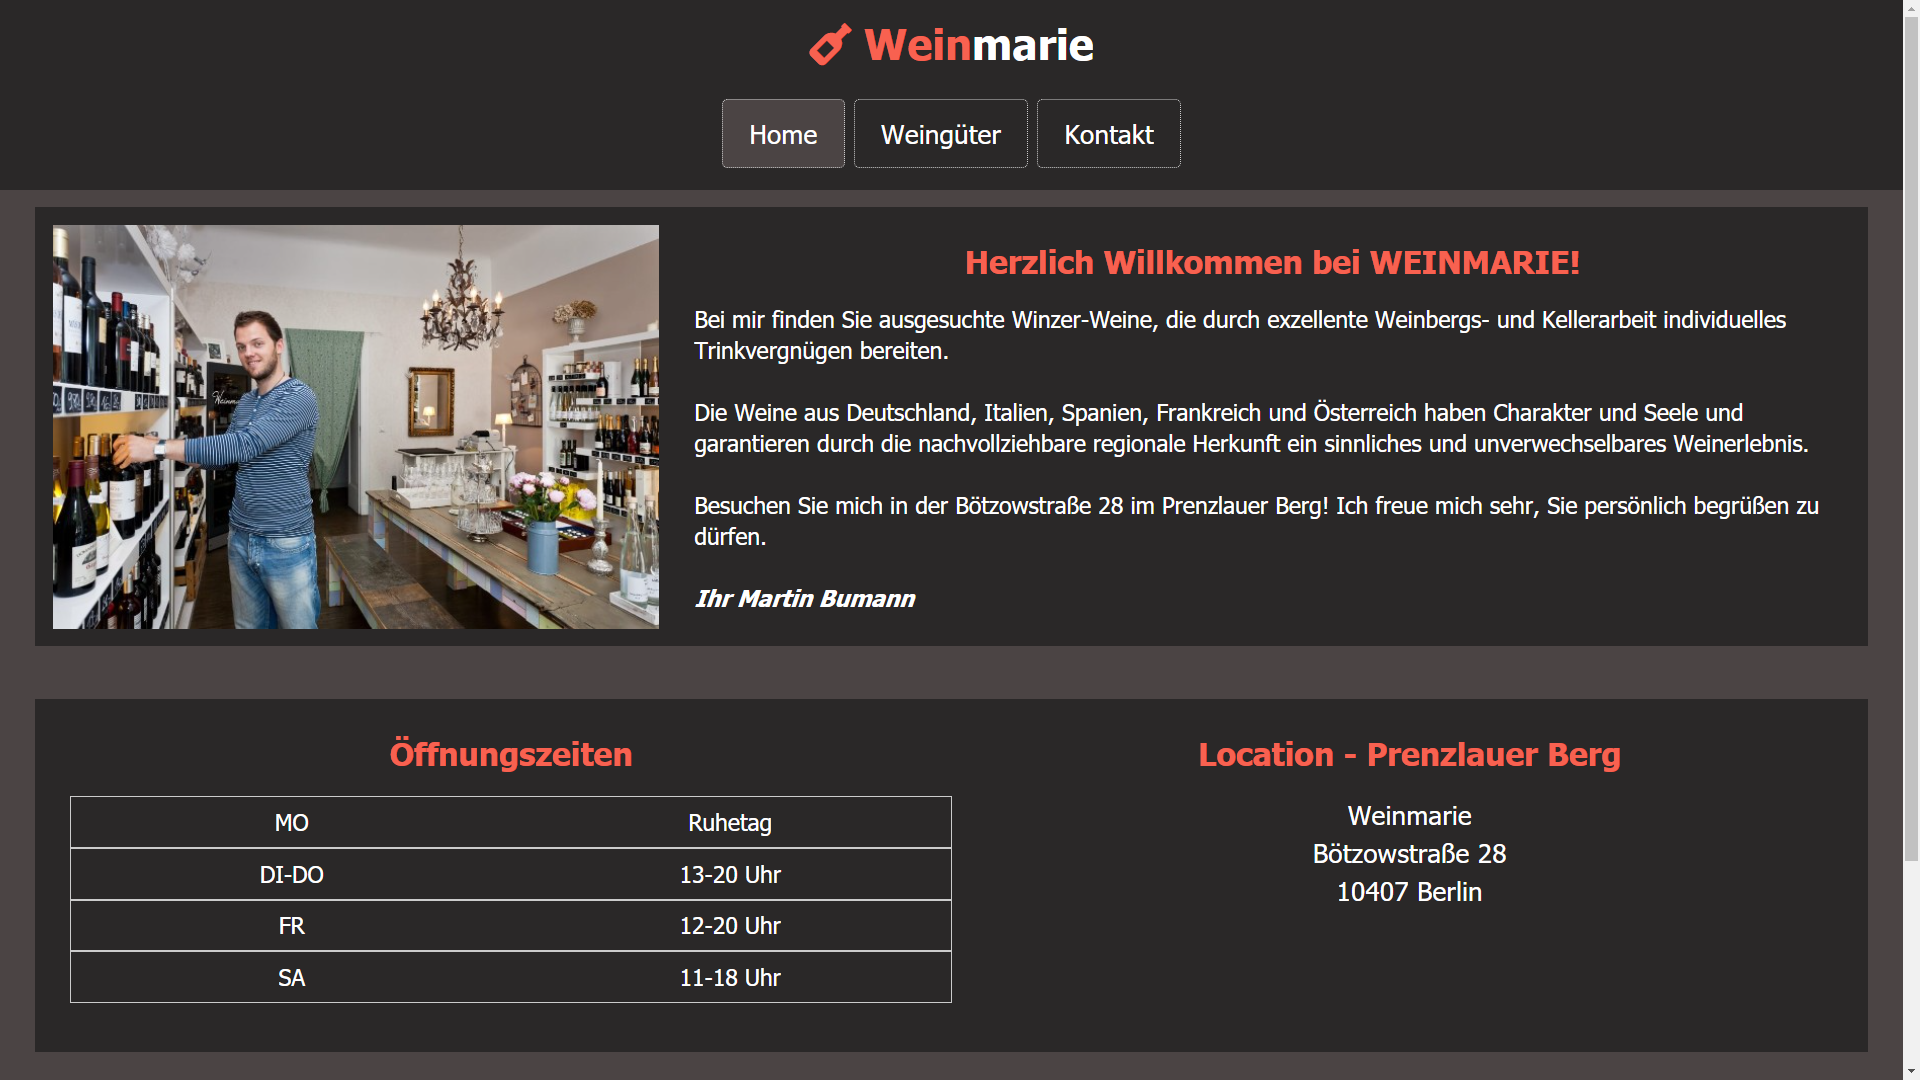 Weinmarie
Home Weingüter Kontakt
Herzlich Willkommen bei WEINMARIE!
Bei mir finden Sie ausgesuchte Winzer-Weine, die durch exzellente Weinbergs- und Kellerarbeit individuelles
Trinkvergnügen bereiten.
Die Weine aus Deutschland, Italien, Spanien, Frankreich und Österreich haben Charakter und Seele und
garantieren durch die nachvollziehbare regionale Herkunft ein sinnliches und unverwechselbares Weinerlebnis.
Besuchen Sie mich in der Bötzowstraße 28 im Prenzlauer Berg! Ich freue mich sehr, Sie persönlich begrüßen zu
dürfen.
Ihr Martin Bumann
Öffnungszeiten
MO Ruhetag
DI-DO 13-20 Uhr
FR 12-20 Uhr
SA 11-18 Uhr
Location - Prenzlauer Berg
Weinmarie
Bötzowstraße 28
10407 Berlin